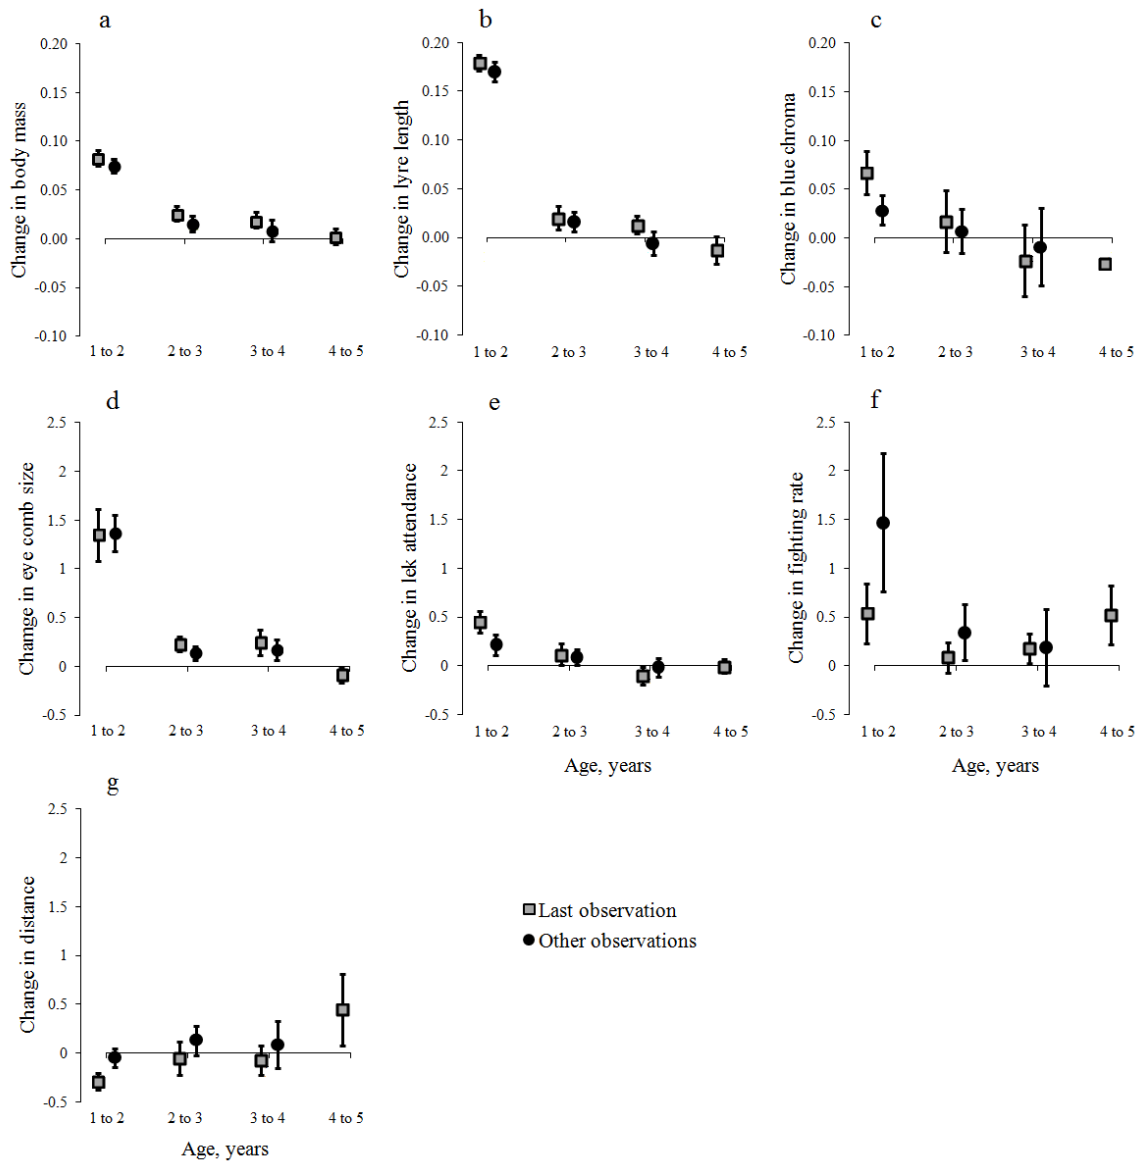 a
0.20
0.15
0.10
0.05
0.00
-0.05
-0.10
Change in body mass
1 to 2 2 to 3 3 to 4 4 to 5
b
0.20
0.15
0.10
0.05
0.00
-0.05
-0.10
Change in lyre length
1 to 2 2 to 3 3 to 4 4 to 5
c
0.20
0.15
0.10
0.05
0.00
-0.05
-0.10
Change in blue chroma
1 to 2 2 to 3 3 to 4 4 to 5
d
2.5
2
1.5
1
0.5
0
-0.5
Chamge in eye comb size
1 to 2 2 to 3 3 to 4 4 to 5
e
2.5
2
1.5
1
0.5
0
-0.5
Change in lek attendance
1 to 2 2 to 3 3 to 4 4 to 5
Age, years
f
2.5
2
1.5
1
0.5
0
-0.5
Change in fighting rate
1 to 2 2 to 3 3 to 4 4 to 5
Age, years
g
2.5
2
1.5
1
0.5
0
-0.5
Change in distance
1 to 2 2 to 3 3 to 4 4 to 5
Age, years
Last observation
Other observations